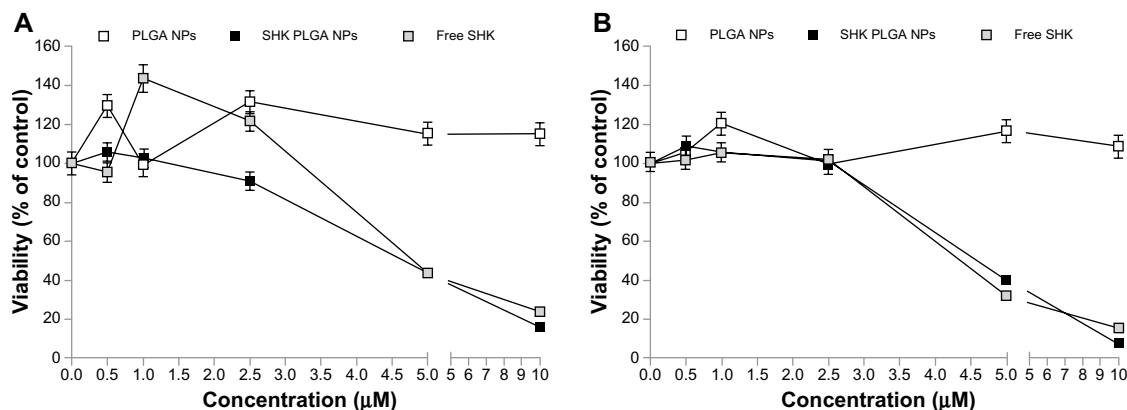 A
PLGA NPs SHK PLGA NPs Free SHK
160
140
120
100
80
60
40
20
0
Viability (% of control)
0.0 0.5 1.0 1.5 2.0 2.5 3.0 3.5 4.0 4.5 5.0 5 6 7 8 9 10
Concentration (µM)
B
PLGA NPs SHK PLGA NPs Free SHK
160
140
120
100
80
60
40
20
0
Viability (% of control)
0.0 0.5 1.0 1.5 2.0 2.5 3.0 3.5 4.0 4.5 5.0 5 6 7 8 9 10
Concentration (µM)